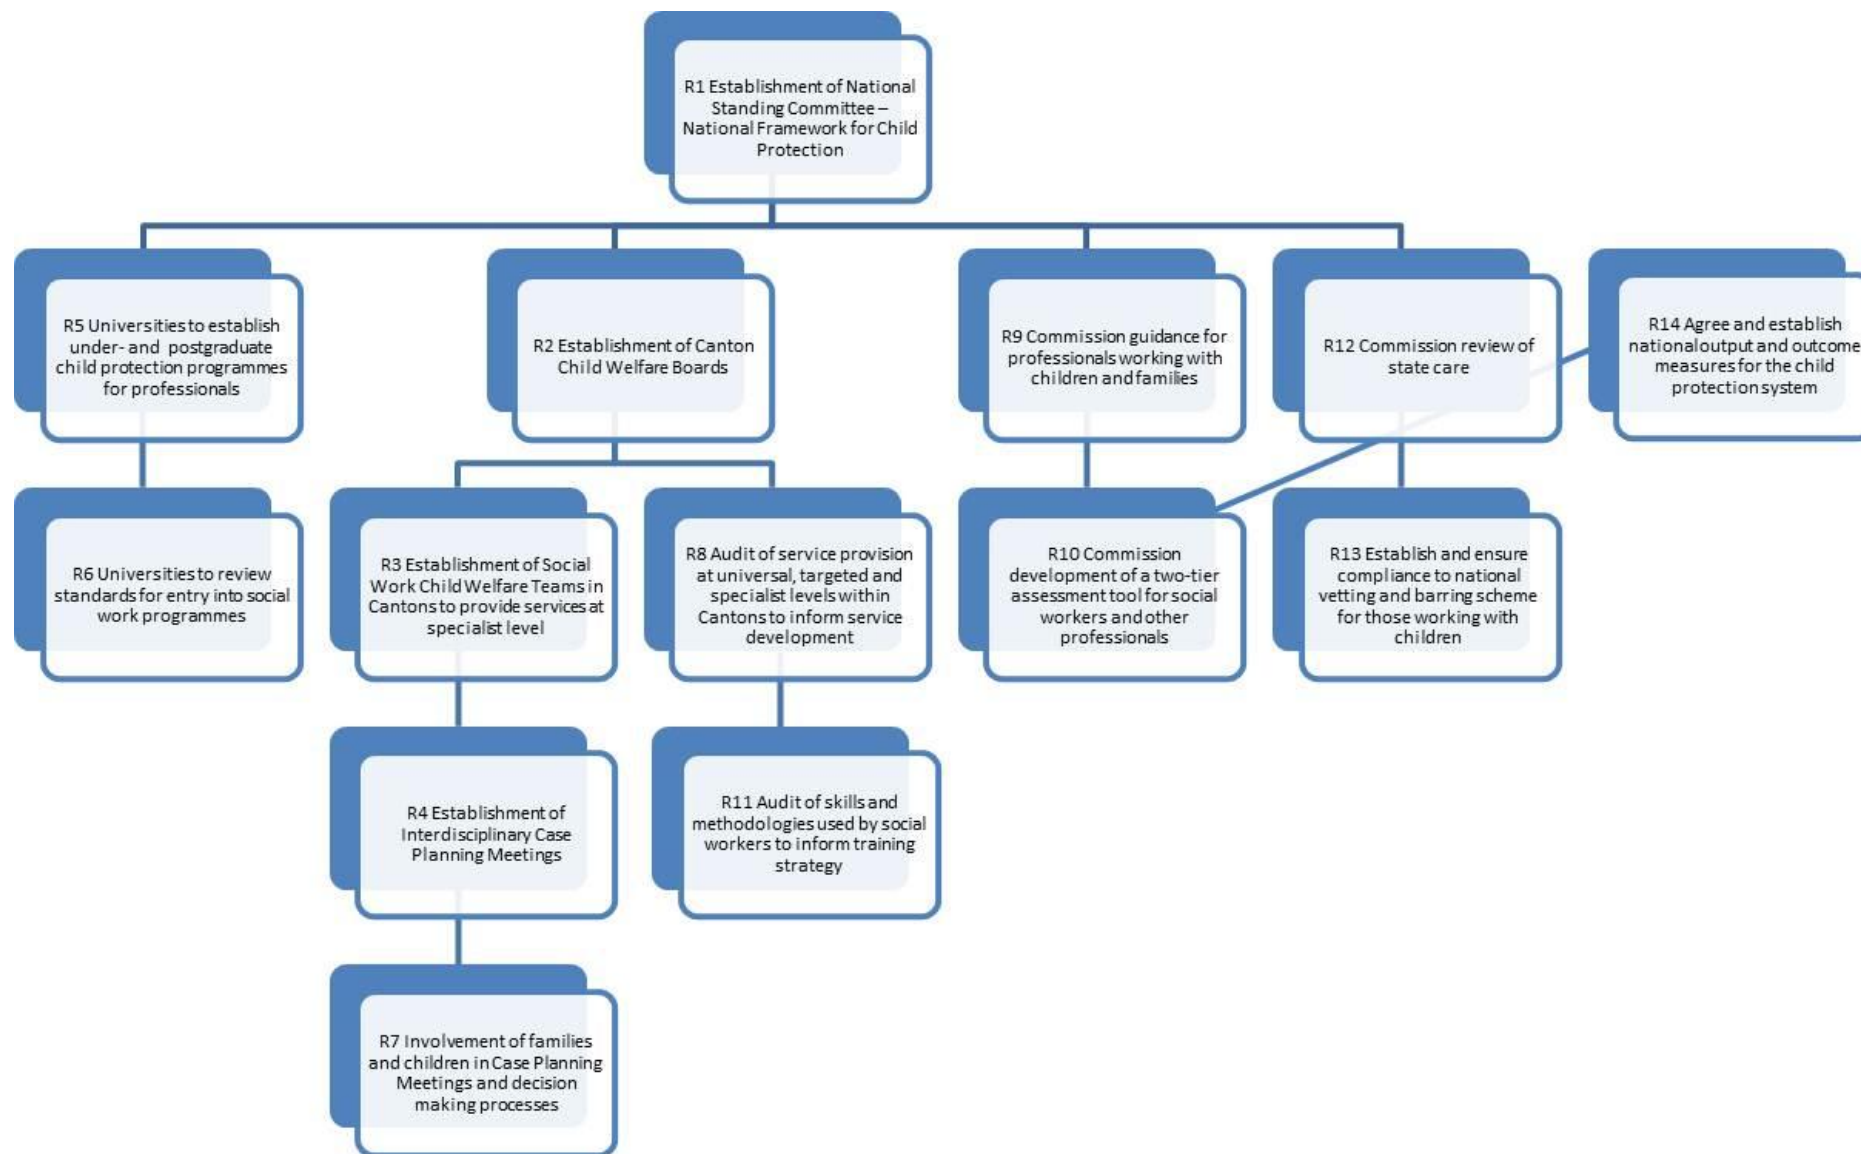 R1 Establishment of National
Standing Committee –
National Framework for Child
Protection
R5 Universities to establish
under- and postgraduate
child protection programmes
for professionals
R2 Establishment of Canton
Child Welfare Boards
R9 Commission guidance for
professionals working with
children and families
R12 Commission review of
state care
R14 Agree and establish
national output and outcome
measures for the child
protection system
R6 Universities to review
standards for entry into social
work programmes
R3 Establishment of Social
Work Child Welfare Teams in
Cantons to provide services at
specialist level
R8 Audit of service provision
at universal, targeted and
specialist levels within
Cantons to inform service
development
R10 Commission
development of a two-tier
assessment tool for social
workers and other
professionals
R13 Establish and ensure
compliance to national
vetting and barring scheme
for those working with
children
R4 Establishment of
Interdisciplinary Case
Planning Meetings
R11 Audit of skills and
methodologies used by social
workers to inform training
strategy
R7 Involvement of families
and children in Case Planning
Meetings and decision
making processes